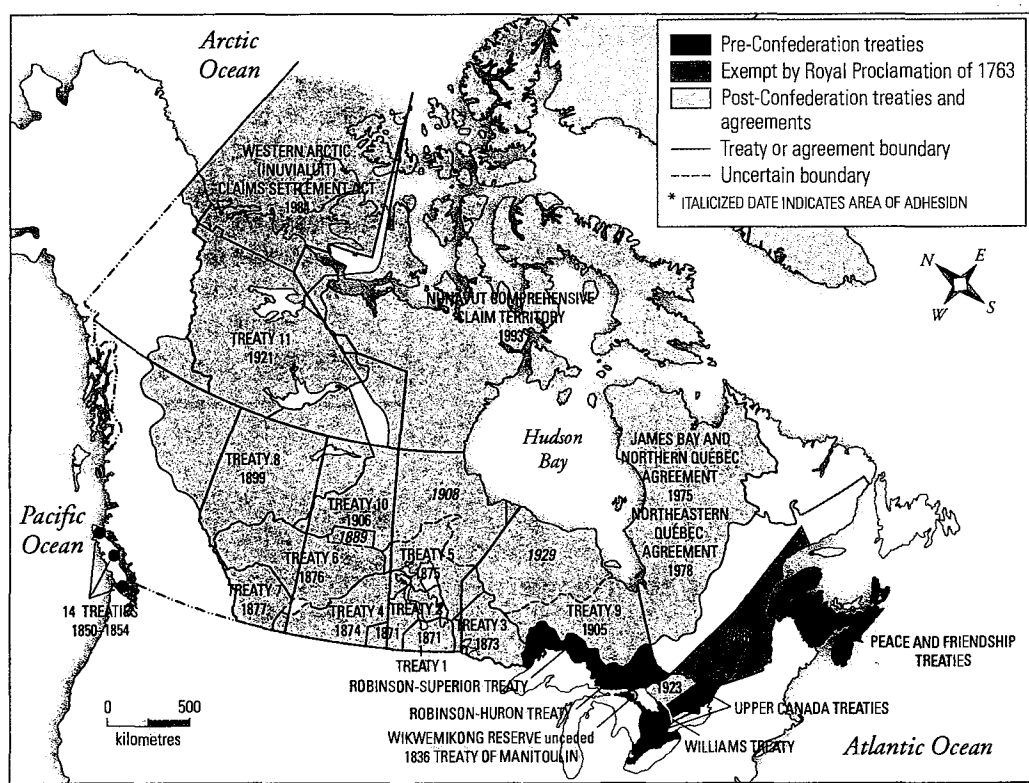 Arctic
Ocean
Pre-Confederation treaties
Exempt by Royal Proclamation of 1763
Post-Confederation treaties and
agreements
Treaty or agreement boundary
Uncertain boundary
* ITALICIZED DATE INDICATES AREA OF ADHESION
N
E
W
S
WESTERN ARCTIC
(INUVIALUIT)
CLAIMS SETTLEMENT ACT
1984
NUNAVUT COMPREHENSIVE
CLAIM TERRITORY
1993
TREATY 11
1921
Hudson
Bay
JAMES BAY AND
NORTHERN QUÉBEC
AGREEMENT
1975
NORTHEASTERN
QUÉBEC
AGREEMENT
1978
TREATY 8
1899
TREATY 10
1906
1889
1908
1929
Pacific
Ocean
TREATY 6
1876
TREATY 5
1875
TREATY 7
1877
TREATY 4
1874
1871
TREATY 2
1871
TREATY 3
1873
TREATY 9
1905
14 TREATIES
1850-1854
TREATY 1
ROBINSON-SUPERIOR TREATY
1923
PEACE AND FRIENDSHIP
TREATIES
0
500
kilometres
ROBINSON-HURON TREATY
UPPER CANADA TREATIES
WIKWEMIKONG RESERVE unceded
1836 TREATY OF MANITOULIN
WILLIAMS TREATY
Atlantic Ocean